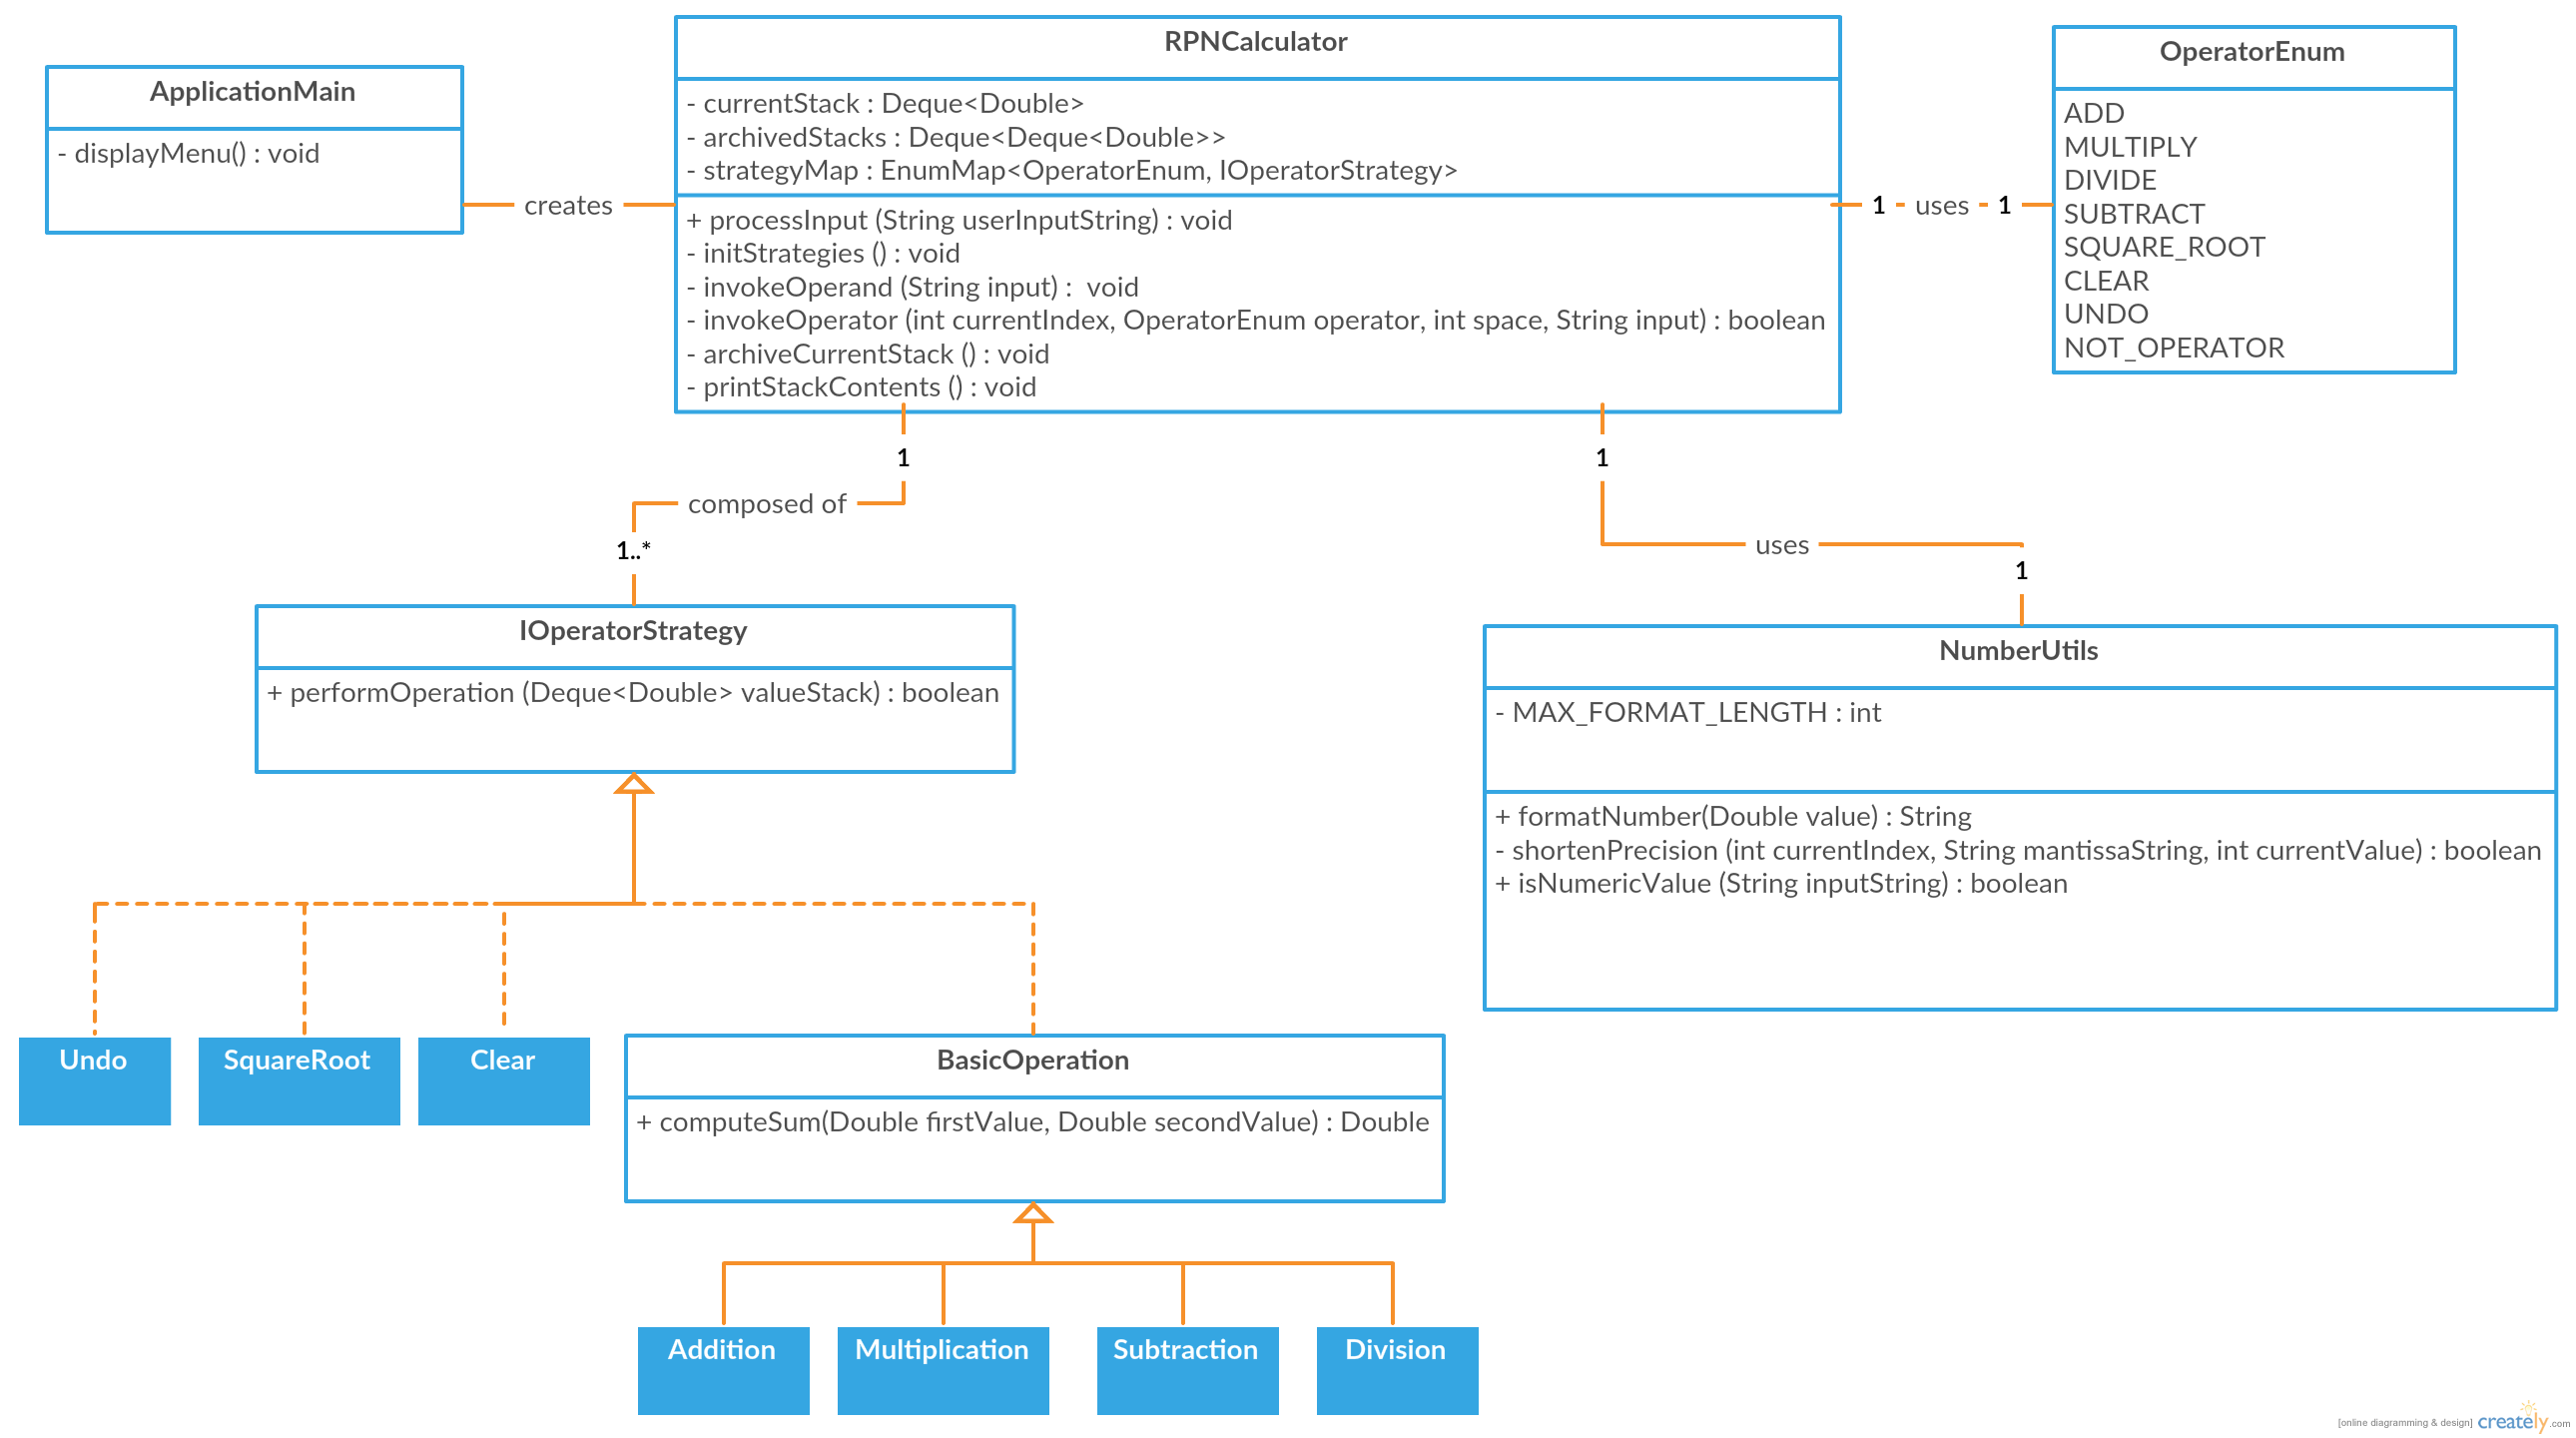 ApplicationMain
- displayMenu() : void
creates
RPNCalculator
- currentStack : Deque<Double>
- archivedStacks : Deque<Deque<Double>>
- strategyMap : EnumMap<OperatorEnum, IOperatorStrategy>
+ processInput (String userInputString) : void
- initStrategies () : void
- invokeOperand (String input) :  void
- invokeOperator (int currentIndex, OperatorEnum operator, int space, String input) : boolean
- archiveCurrentStack () : void
- printStackContents () : void
1 uses 1
OperatorEnum
ADD
MULTIPLY
DIVIDE
SUBTRACT
SQUARE_ROOT
CLEAR
UNDO
NOT_OPERATOR
1
composed of
1..*
1
uses
1
IOperatorStrategy
+ performOperation (Deque<Double> valueStack) : boolean
NumberUtils
- MAX_FORMAT_LENGTH : int
+ formatNumber(Double value) : String
- shortenPrecision (int currentIndex, String mantissaString, int currentValue) : boolean
+ isNumericValue (String inputString) : boolean
Undo
SquareRoot
Clear
BasicOperation
+ computeSum(Double firstValue, Double secondValue) : Double
Addition
Multiplication
Subtraction
Division
[online diagramming & design] creately.com